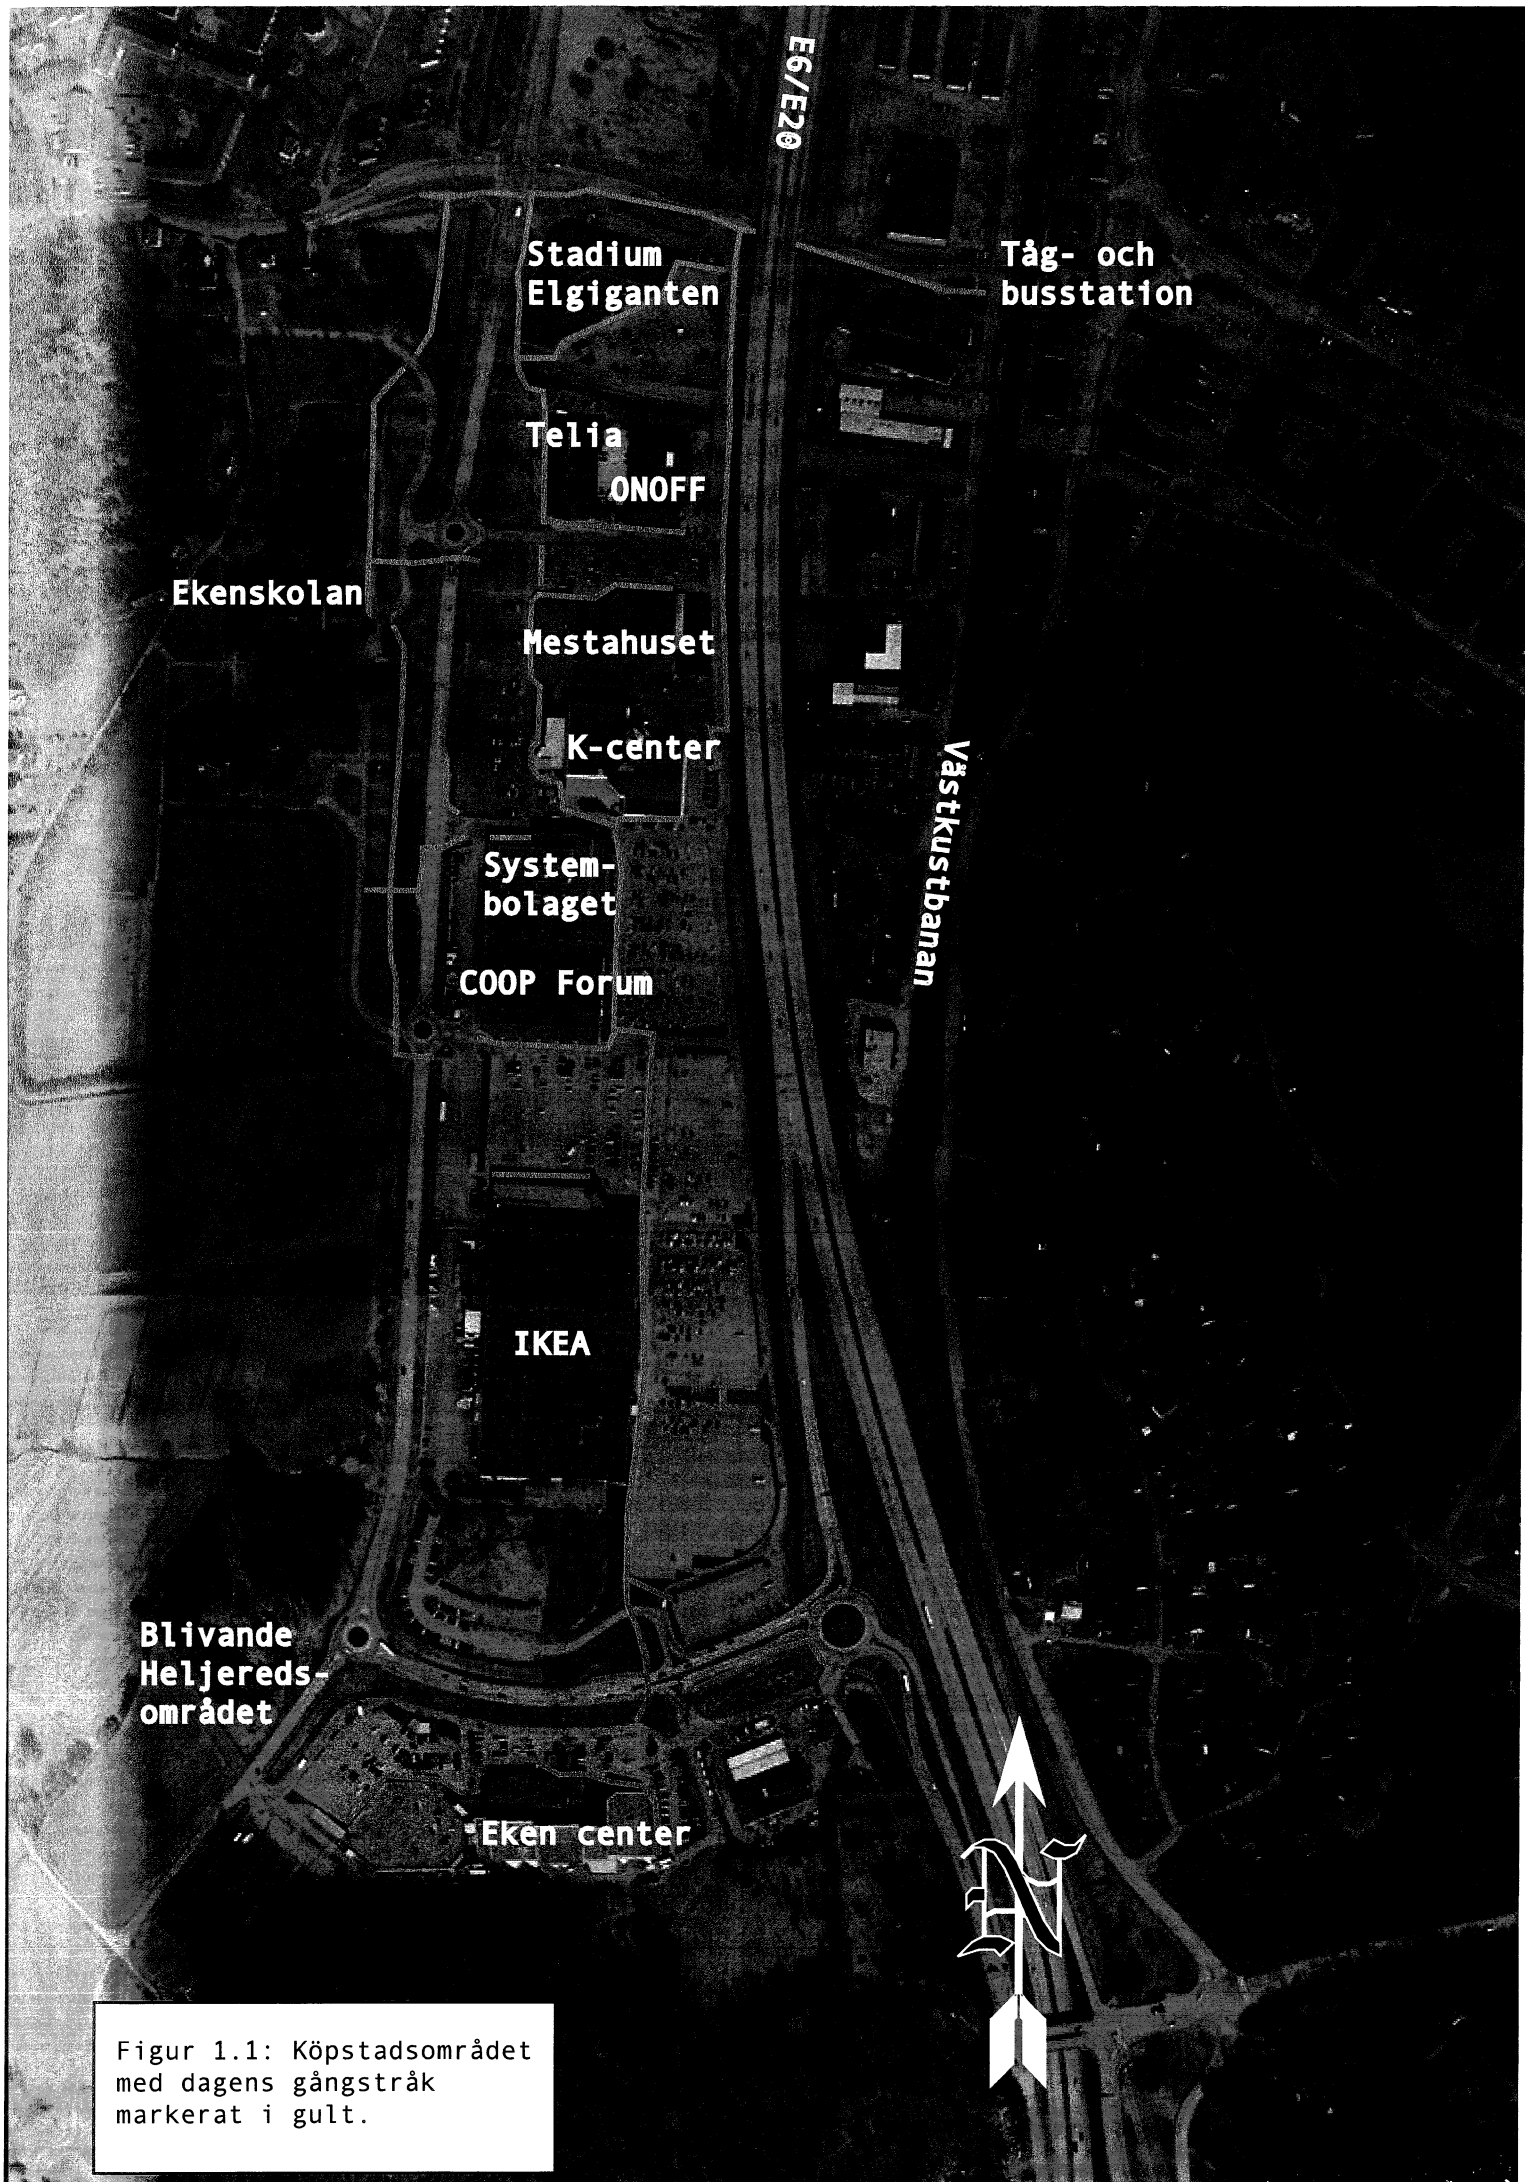 E6/E20
Stadium
Elgiganten
Tåg- och
busstation
Telia
ONOFF
Ekenskolan
Mestahuset
K-center
Västkustbanan
System-
bolaget
COOP Forum
IKEA
Blivande
Heljereds-
området
Eken center
N
Figur 1.1: Köpstadsområdet
med dagens gångstråk
markerat i gult.